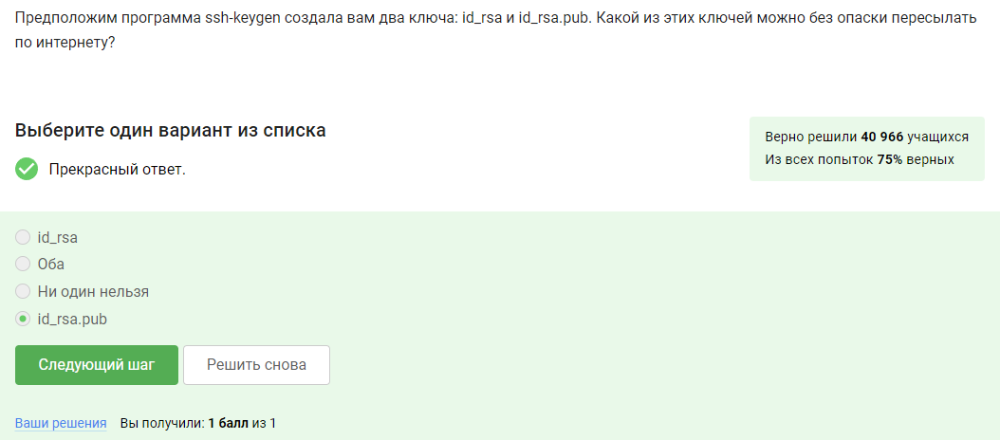 Предположим программа ssh-keygen создала вам два ключа: id_rsa и id_rsa.pub. Какой из этих ключей можно без опаски пересылать
по интернету?
Выберите один вариант из списка
Прекрасный ответ.
Верно решили 40 966 учащихся
Из всех попыток 75% верных
id_rsa
Оба
Ни один нельзя
id_rsa.pub
Следующий шаг
Решить снова
Ваши решения Вы получили: 1 балл из 1